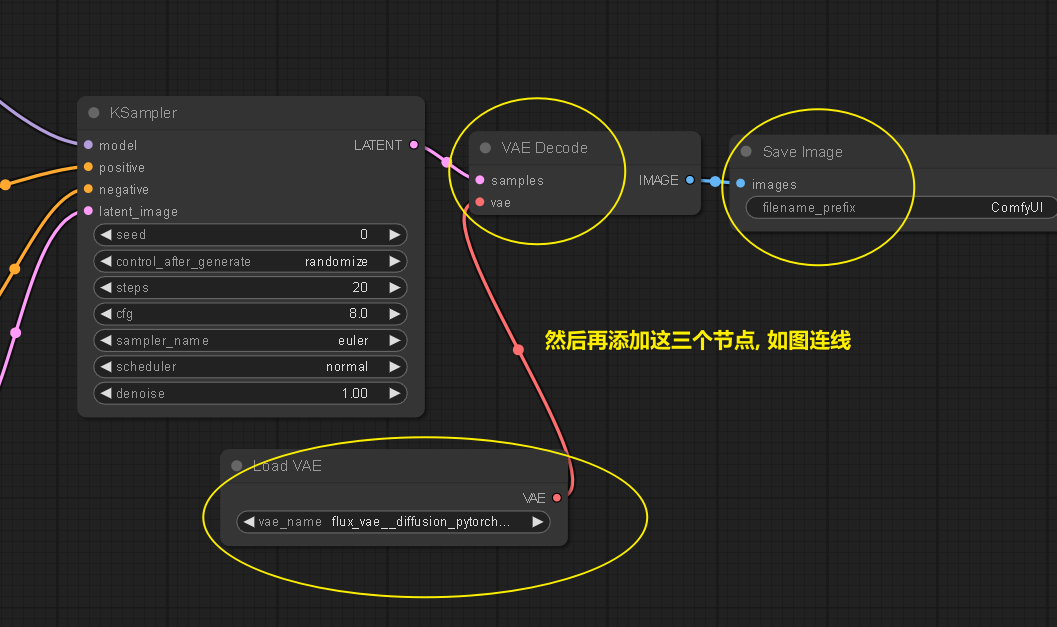 KSampler
model
LATENT
positive
negative
latent_image
seed 0
control_after_generate randomize
steps 20
cfg 8.0
sampler_name euler
scheduler normal
denoise 1.00
VAE Decode
samples
IMAGE
vae
Save Image
images
filename_prefix ComfyUI
然后再添加这三个节点, 如图连线
Load VAE
VAE
vae_name flux_vae__diffusion_pytorch...